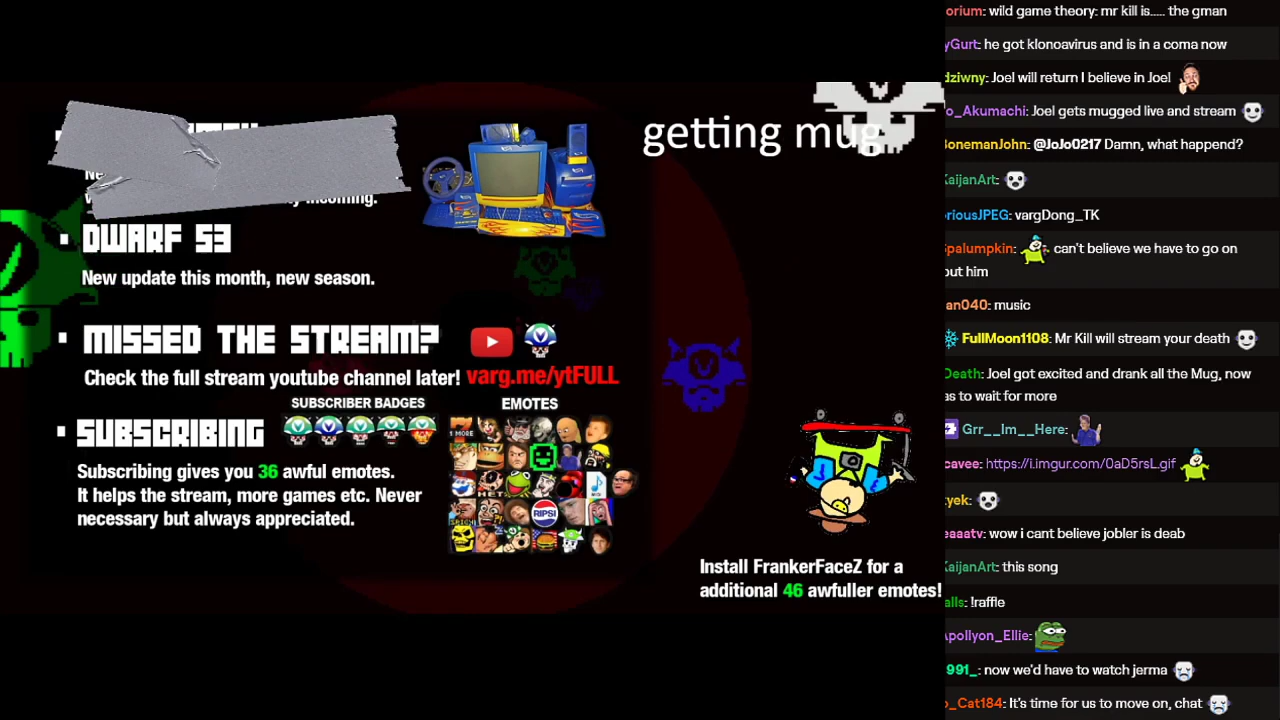 getting mug
y incoming.
DWARF S3
New update this month, new season.
MISSED THE STREAM?
Check the full stream youtube channel later! varg.me/ytFULL
SUBSCRIBER BADGES
EMOTES
SUBSCRIBING
Subscribing gives you 36 awful emotes.
It helps the stream, more games etc. Never
necessary but always appreciated.
RIPSI
Install FrankerFaceZ for a
additional 46 awfuller emotes!
orium: wild game theory: mr kill is..... the gman
yGurt: he got klonoavirus and is in a coma now
dziwny: Joel will return I believe in Joel
o_Akumachi: Joel gets mugged live and stream
BonemanJohn: @JoJo0217 Damn, what happend?
KaijanArt:
oriousJPEG: vargDong_TK
Spalumpkin: can't believe we have to go on
out him
an040: music
FullMoon1108: Mr Kill will stream your death
Death: Joel got excited and drank all the Mug, now
as to wait for more
Grr__Im__Here:
cavee: https://i.imgur.com/0aD5rsL.gif
tyek:
eaaatv: wow i cant believe jobler is deab
KaijanArt: this song
alls: !raffle
Apollyon_Ellie:
991_: now we'd have to watch jerma
o_Cat184: It's time for us to move on, chat